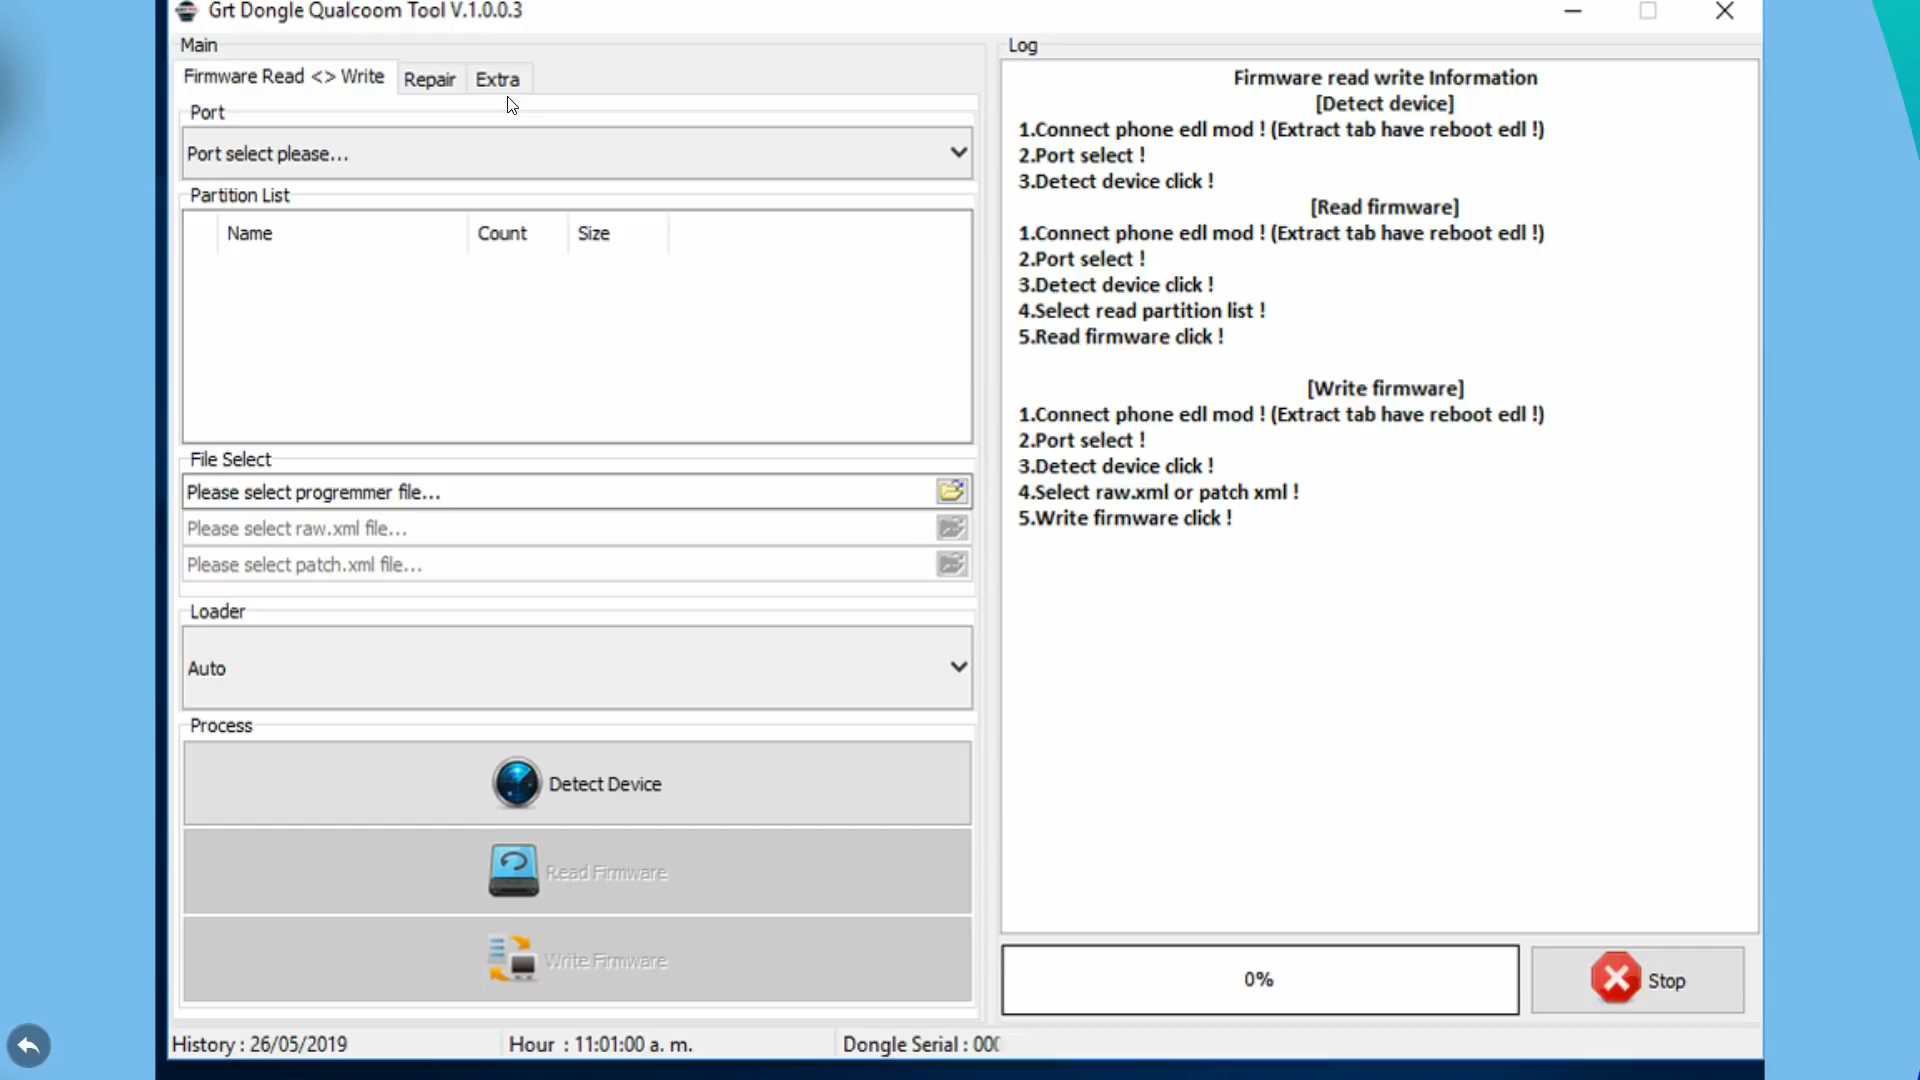 Grt Dongle Qualcoom Tool V.1.0.0.3
Main
Firmware Read <> Write
Repair
Extra
Port
Port select please...
Partition List
Name Count Size
File Select
Please select progremmer file...
Please select raw.xml file...
Please select patch.xml file...
Loader
Auto
Process
Detect Device
Read Firmware
Write Firmware
Log
Firmware read write Information
[Detect device]
1.Connect phone edl mod ! (Extract tab have reboot edl !)
2.Port select !
3.Detect device click !
[Read firmware]
1.Connect phone edl mod ! (Extract tab have reboot edl !)
2.Port select !
3.Detect device click !
4.Select read partition list !
5.Read firmware click !
[Write firmware]
1.Connect phone edl mod ! (Extract tab have reboot edl !)
2.Port select !
3.Detect device click !
4.Select raw.xml or patch xml !
5.Write firmware click !
0%
Stop
History : 26/05/2019
Hour : 11:01:00 a. m.
Dongle Serial : 000